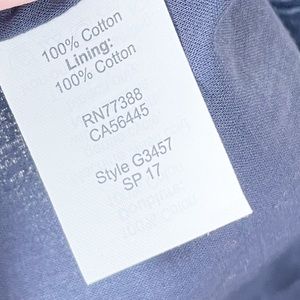 100% Cotton
Lining:
100% Cotton
RN77388
CA56445
Style G3457
SP 17